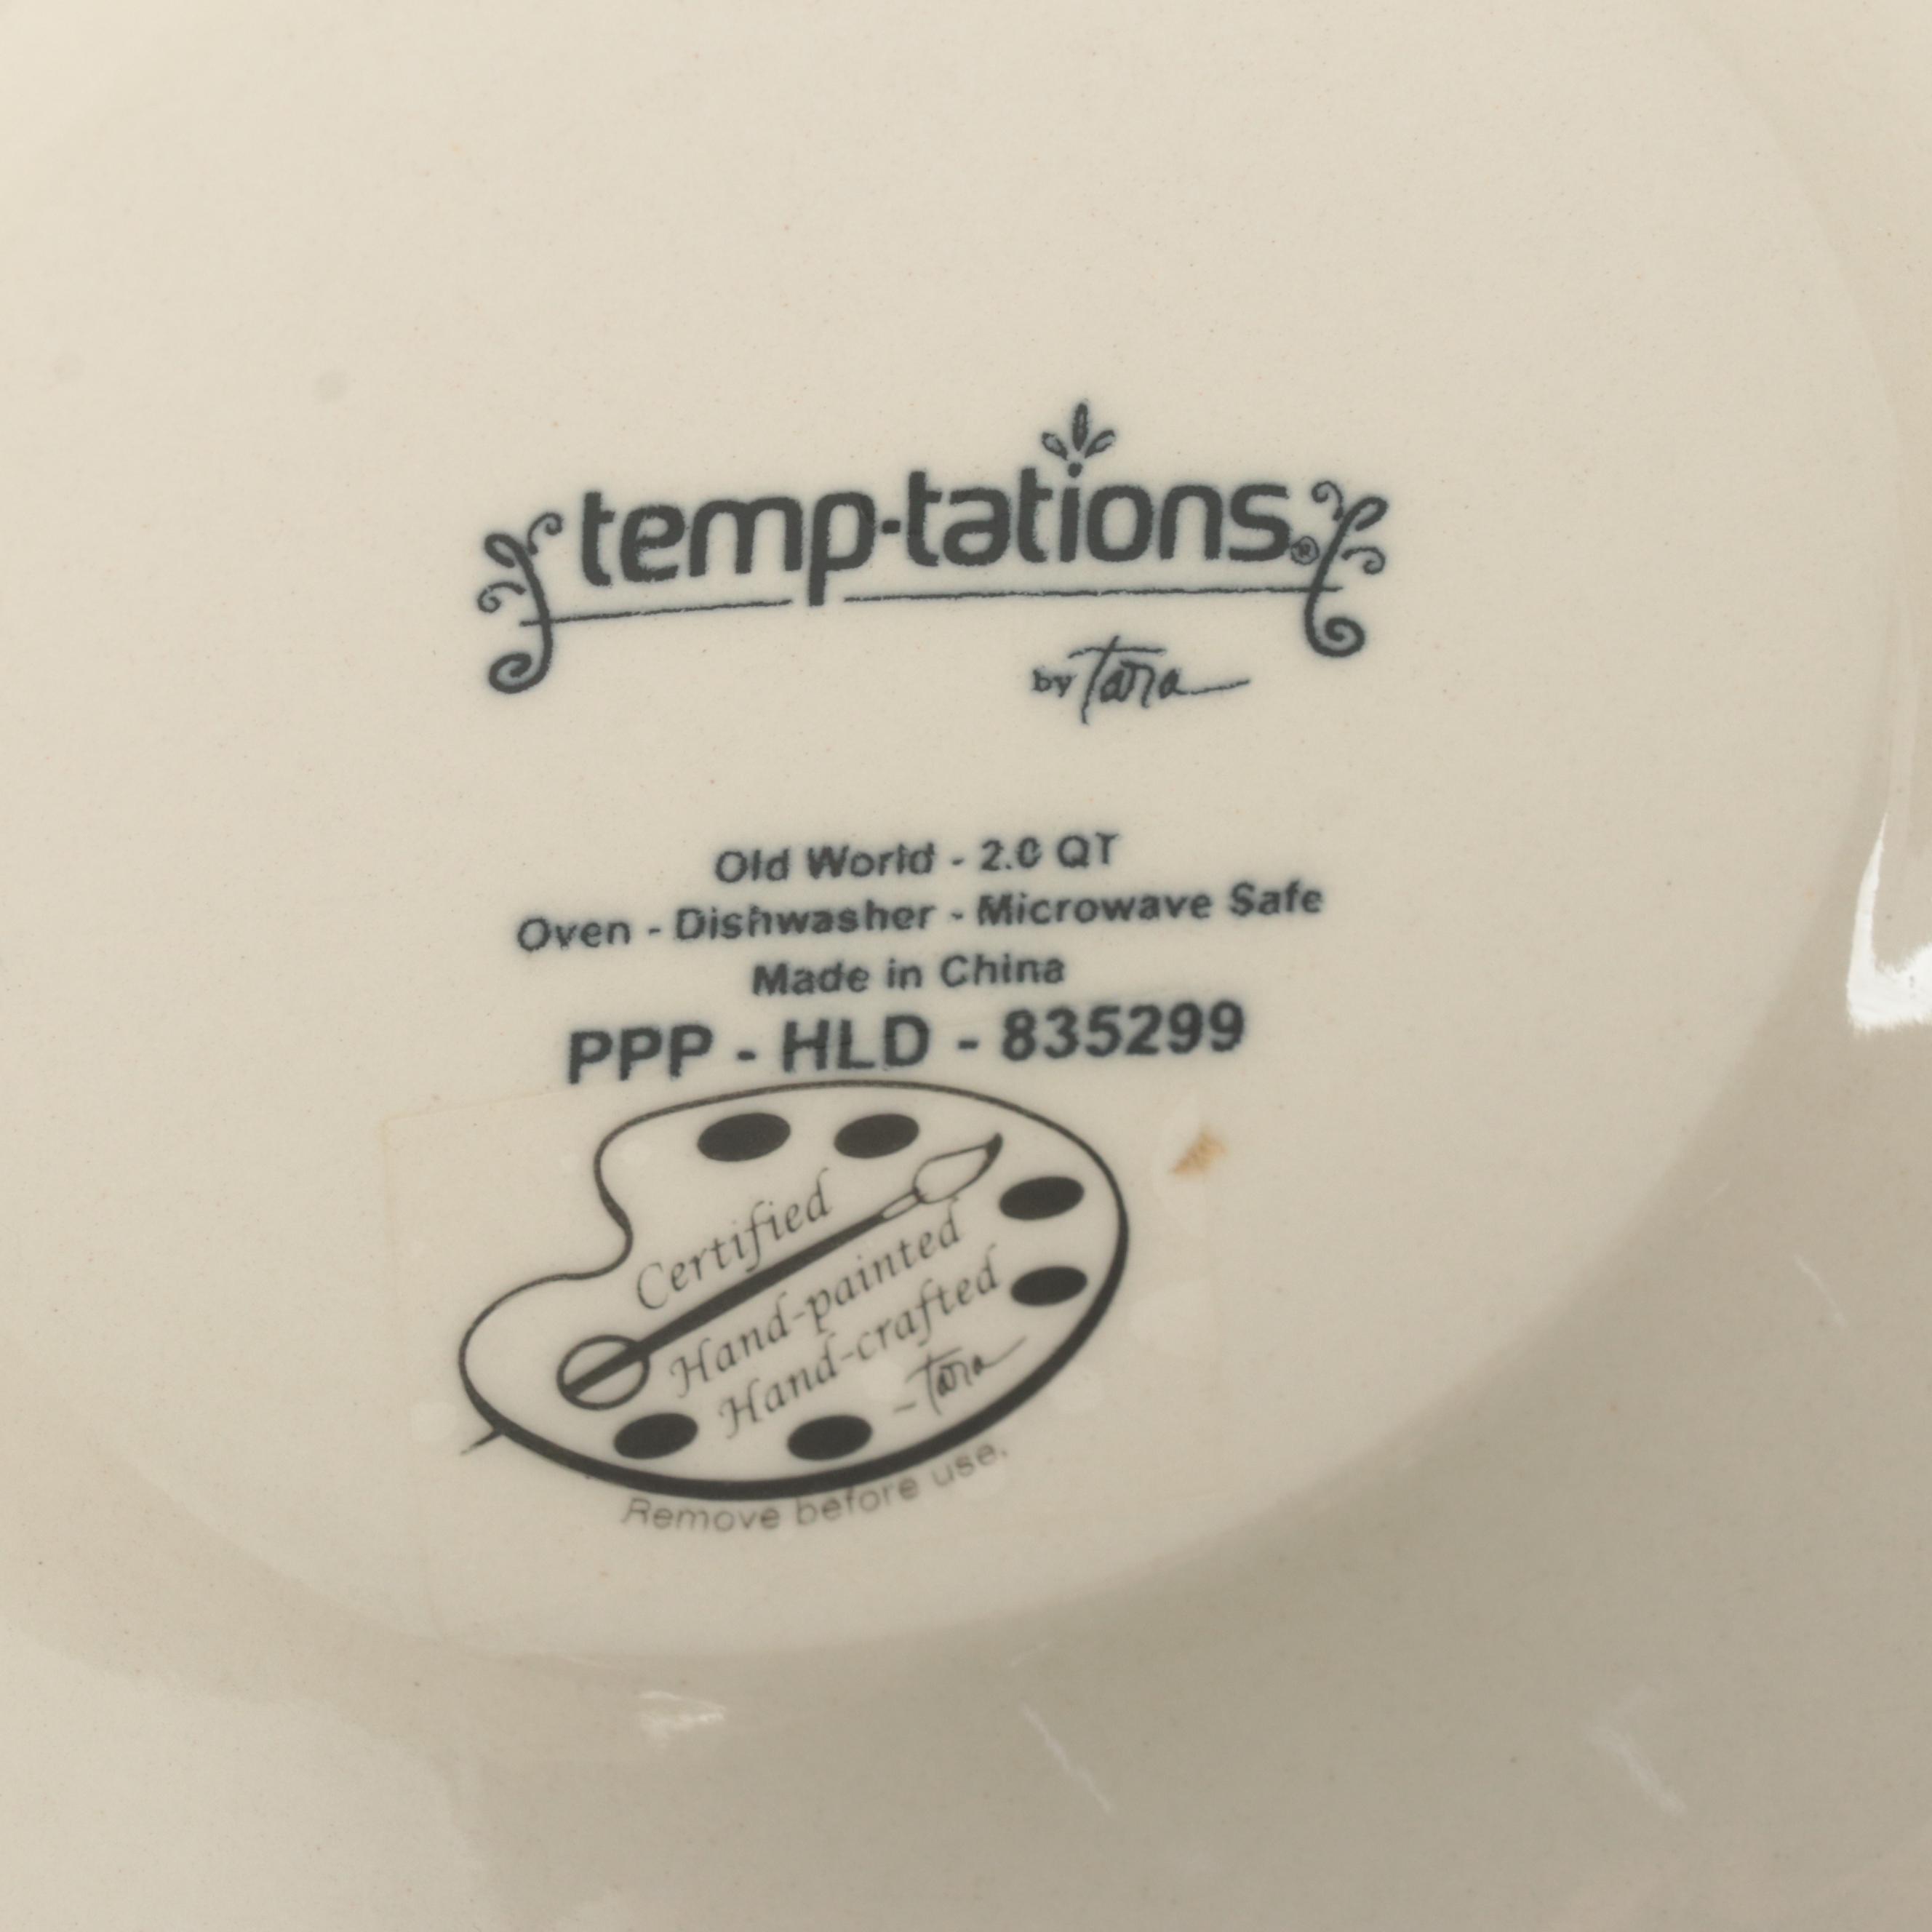 temp-tations®
by Tara
Old World - 2.0 QT
Oven - Dishwasher - Microwave Safe
Made in China
PPP - HLD - 835299
Certified
Hand-painted
Hand-crafted
- Tara
Remove before use.